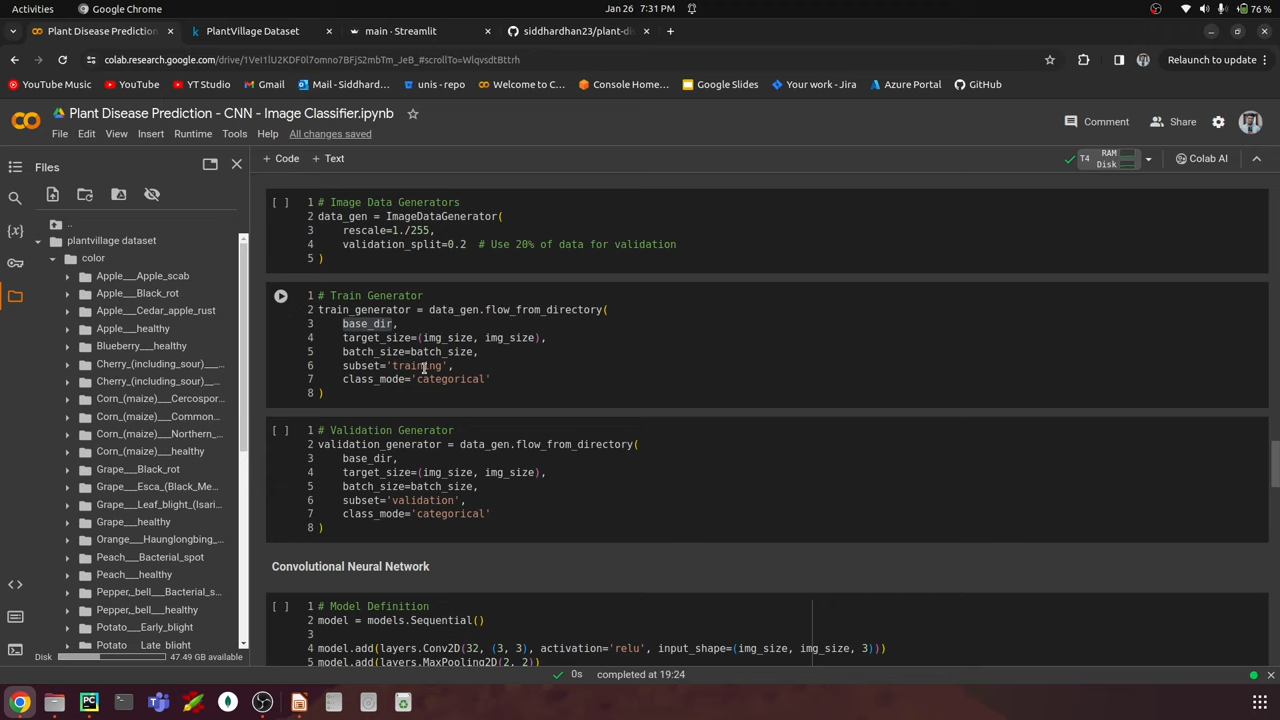 Activities
Google Chrome
Jan 26 7:31 PM
76 %
Plant Disease Prediction
PlantVillage Dataset
main · Streamlit
siddhardhan23/plant-di
colab.research.google.com/drive/
Relaunch to update
YouTube Music
YouTube
YT Studio
Gmail
Mail - Siddhard...
unis - repo
Welcome to C...
Console Home...
Google Slides
Your work - Jira
Azure Portal
GitHub
Plant Disease Prediction - CNN - Image Classifier.ipynb
File Edit View Insert Runtime Tools Help All changes saved
Comment
Share
Files
+ Code + Text
T4 RAM
Disk
Colab AI
..
plantvillage dataset
color
Apple___Apple_scab
Apple___Black_rot
Apple___Cedar_apple_rust
Apple___healthy
Blueberry___healthy
Cherry_(including_sour)___...
Cherry_(including_sour)___...
Corn_(maize)___Cercospor...
Corn_(maize)___Common...
Corn_(maize)___Northern_...
Corn_(maize)___healthy
Grape___Black_rot
Grape___Esca_(Black_Me...
Grape___Leaf_blight_(Isari...
Grape___healthy
Orange___Haunglongbing_...
Peach___Bacterial_spot
Peach___healthy
Pepper,_bell___Bacterial_s...
Pepper,_bell___healthy
Potato___Early_blight
Potato___Late_blight
Disk 47.49 GB available
[ ] 1 # Image Data Generators
2 data_gen = ImageDataGenerator(
3 rescale=1./255,
4 validation_split=0.2 # Use 20% of data for validation
5 )
1 # Train Generator
2 train_generator = data_gen.flow_from_directory(
3 base_dir,
4 target_size=(img_size, img_size),
5 batch_size=batch_size,
6 subset='training',
7 class_mode='categorical'
8 )
[ ] 1 # Validation Generator
2 validation_generator = data_gen.flow_from_directory(
3 base_dir,
4 target_size=(img_size, img_size),
5 batch_size=batch_size,
6 subset='validation',
7 class_mode='categorical'
8 )
Convolutional Neural Network
[ ] 1 # Model Definition
2 model = models.Sequential()
3
4 model.add(layers.Conv2D(32, (3, 3), activation='relu', input_shape=(img_size, img_size, 3)))
5 model.add(layers.MaxPooling2D(2, 2))
0s completed at 19:24